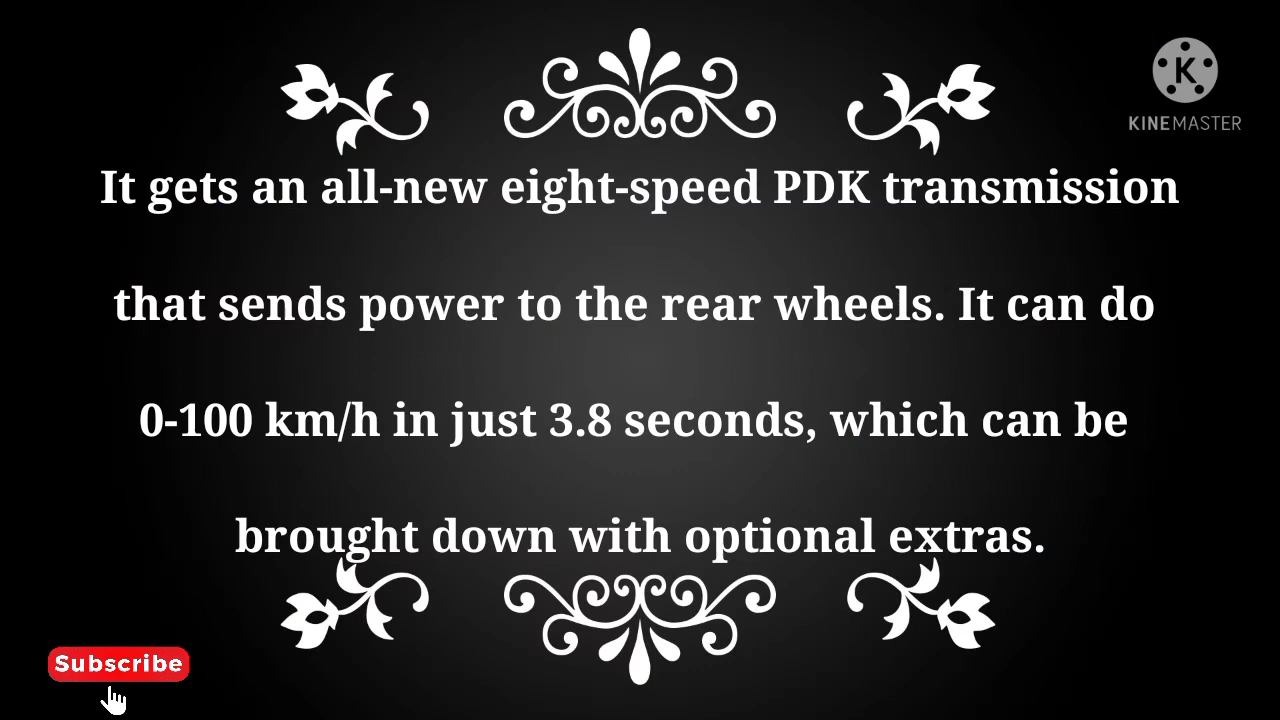 K
KINEMASTER
It gets an all-new eight-speed PDK transmission
that sends power to the rear wheels. It can do
0-100 km/h in just 3.8 seconds, which can be
brought down with optional extras.
Subscribe